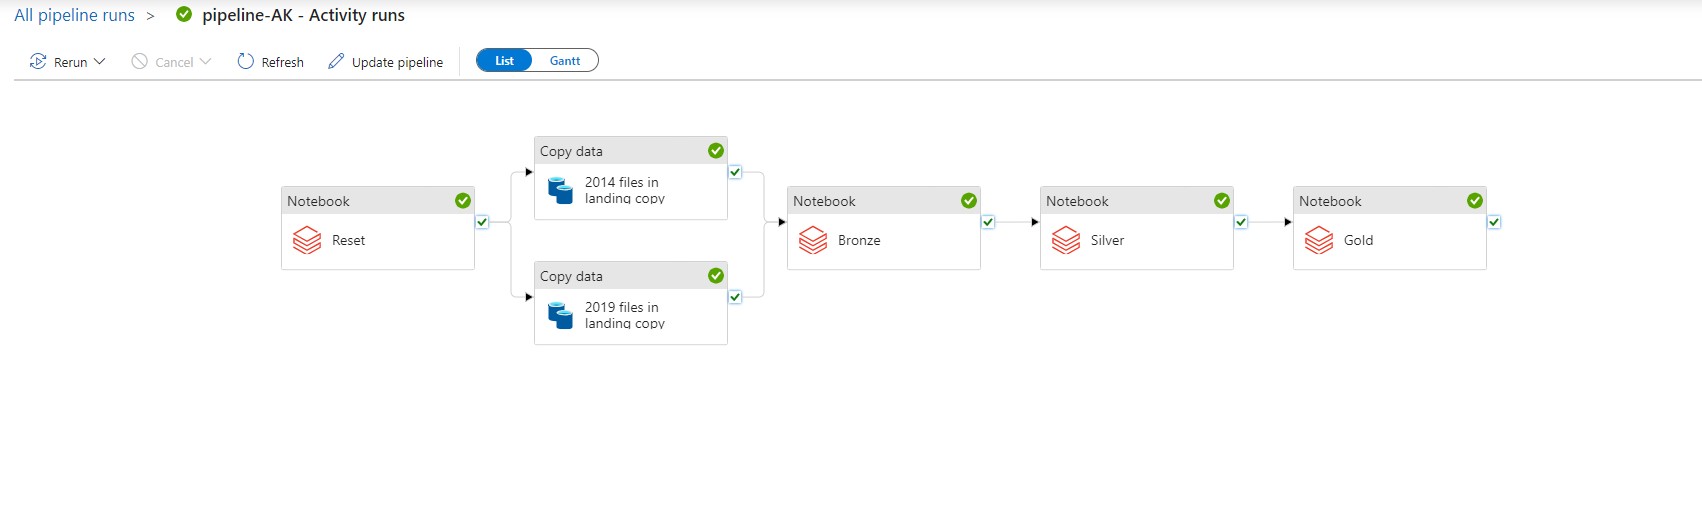 All pipeline runs > pipeline-AK - Activity runs
Rerun Cancel Refresh Update pipeline List Gantt
Notebook
Reset
Copy data
2014 files in
landing copy
Copy data
2019 files in
landing copy
Notebook
Bronze
Notebook
Silver
Notebook
Gold